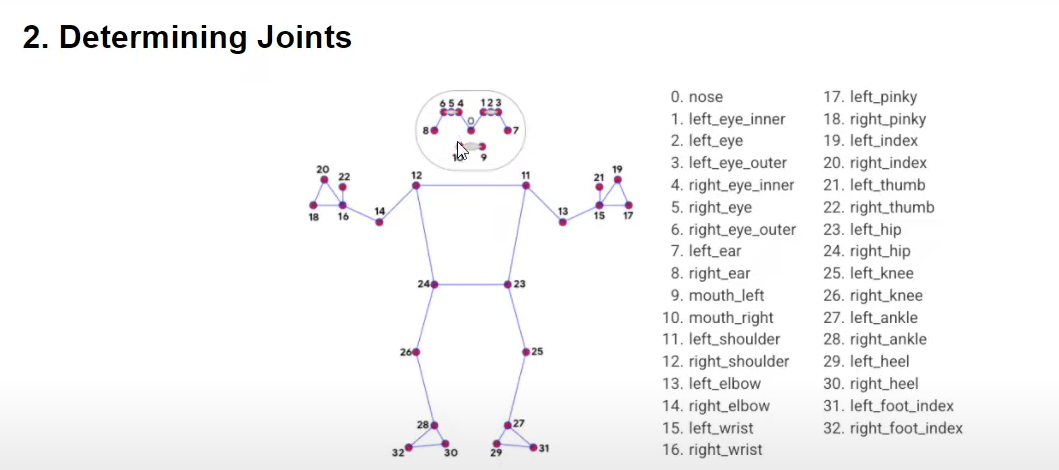 2. Determining Joints
6 5 4 1 2 3
0
8 7
9
20
22
18 16
14
12 11
13
21
19
15 17
24 23
26 25
28 27
32 30 29 31
0. nose
1. left_eye_inner
2. left_eye
3. left_eye_outer
4. right_eye_inner
5. right_eye
6. right_eye_outer
7. left_ear
8. right_ear
9. mouth_left
10. mouth_right
11. left_shoulder
12. right_shoulder
13. left_elbow
14. right_elbow
15. left_wrist
16. right_wrist
17. left_pinky
18. right_pinky
19. left_index
20. right_index
21. left_thumb
22. right_thumb
23. left_hip
24. right_hip
25. left_knee
26. right_knee
27. left_ankle
28. right_ankle
29. left_heel
30. right_heel
31. left_foot_index
32. right_foot_index